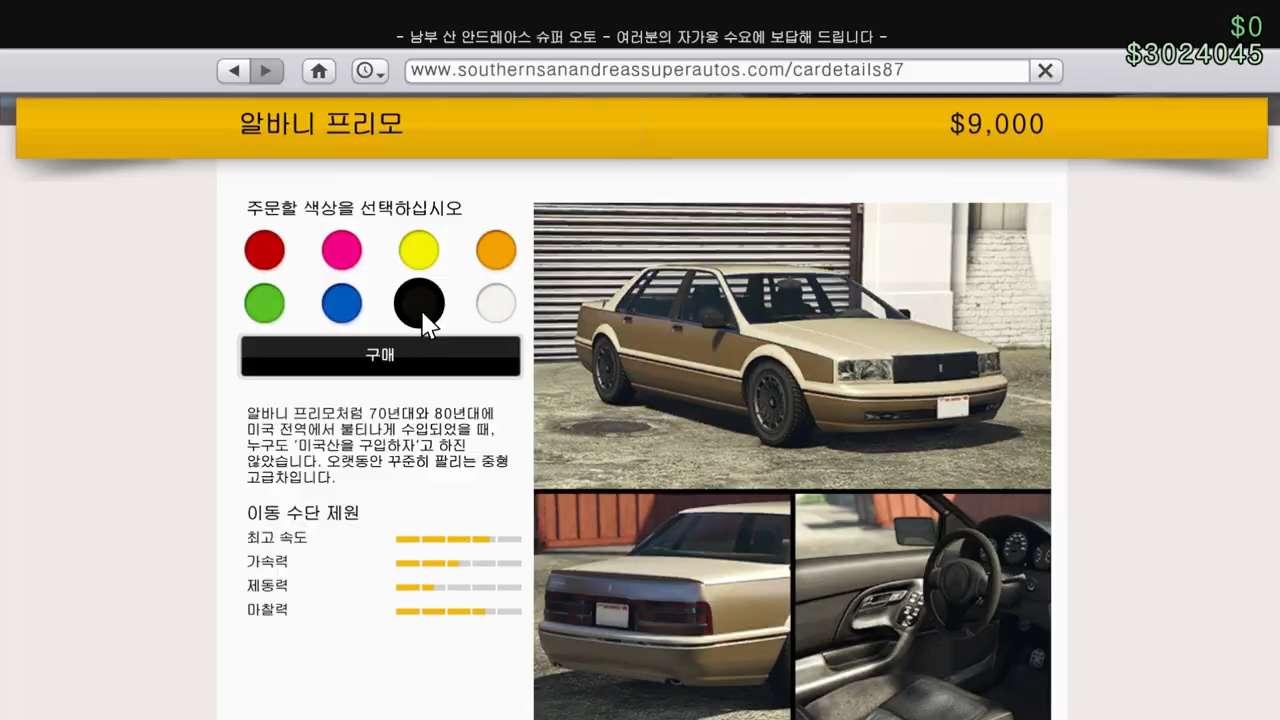 $0
$3024045
- 남부 산 안드레아스 슈퍼 오토 - 여러분의 자가용 수요에 보답해 드립니다 -
www.southernsanandreassuperautos.com/cardetails87
알바니 프리모
$9,000
주문할 색상을 선택하십시오
구매
알바니 프리모처럼 70년대와 80년대에
미국 전역에서 불티나게 수입되었을 때,
누구도 '미국산을 구입하자'고 하진
않았습니다. 오랫동안 꾸준히 팔리는 중형
고급차입니다.
이동 수단 제원
최고 속도
가속력
제동력
마찰력